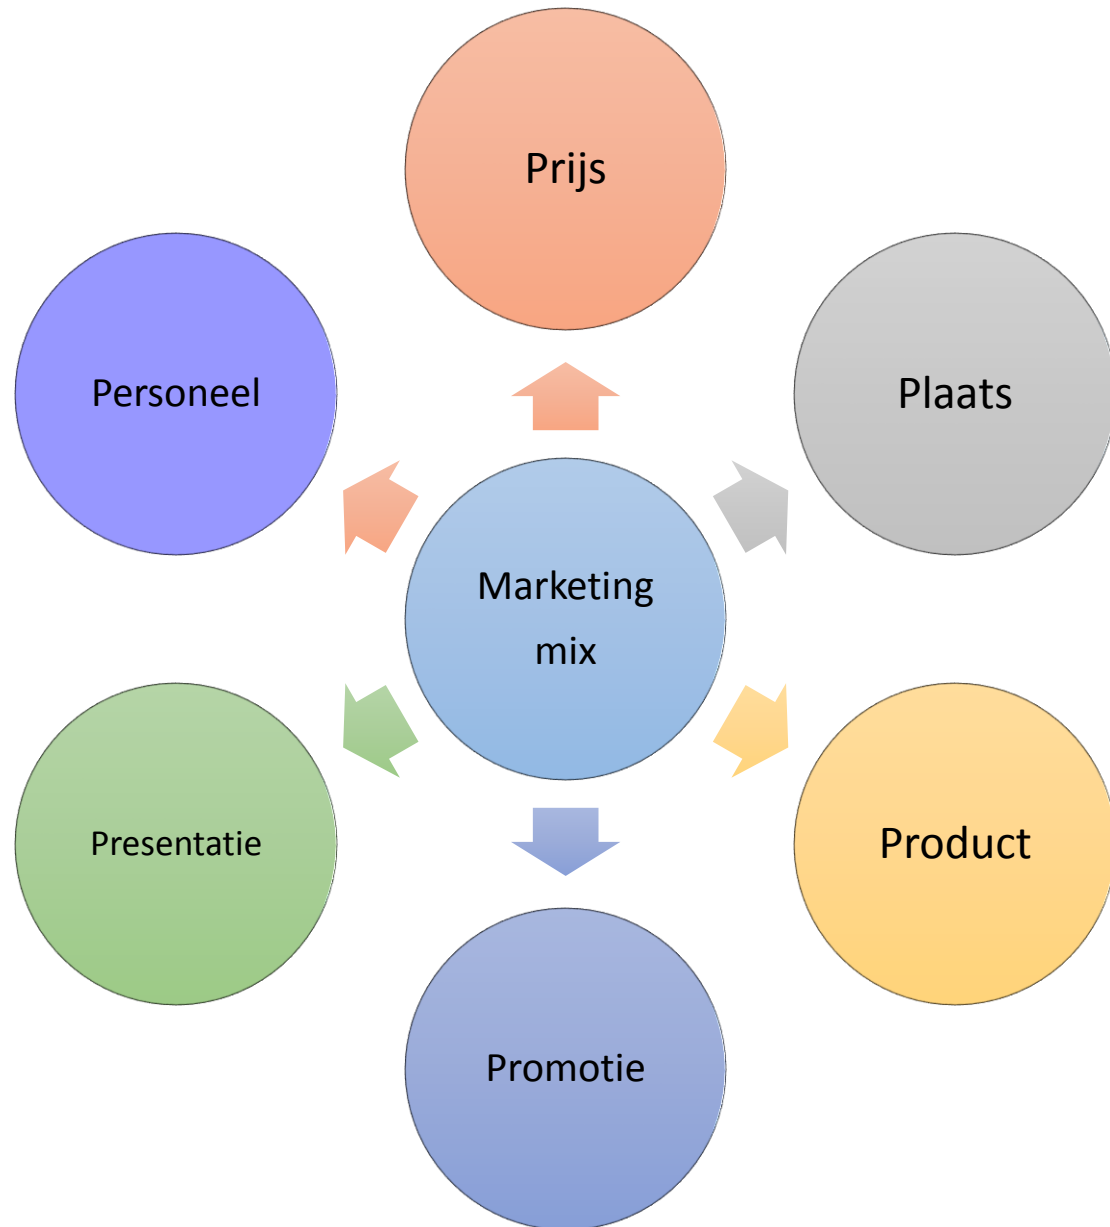 Prijs
Personeel
Plaats
Marketing
mix
Presentatie
Product
Promotie